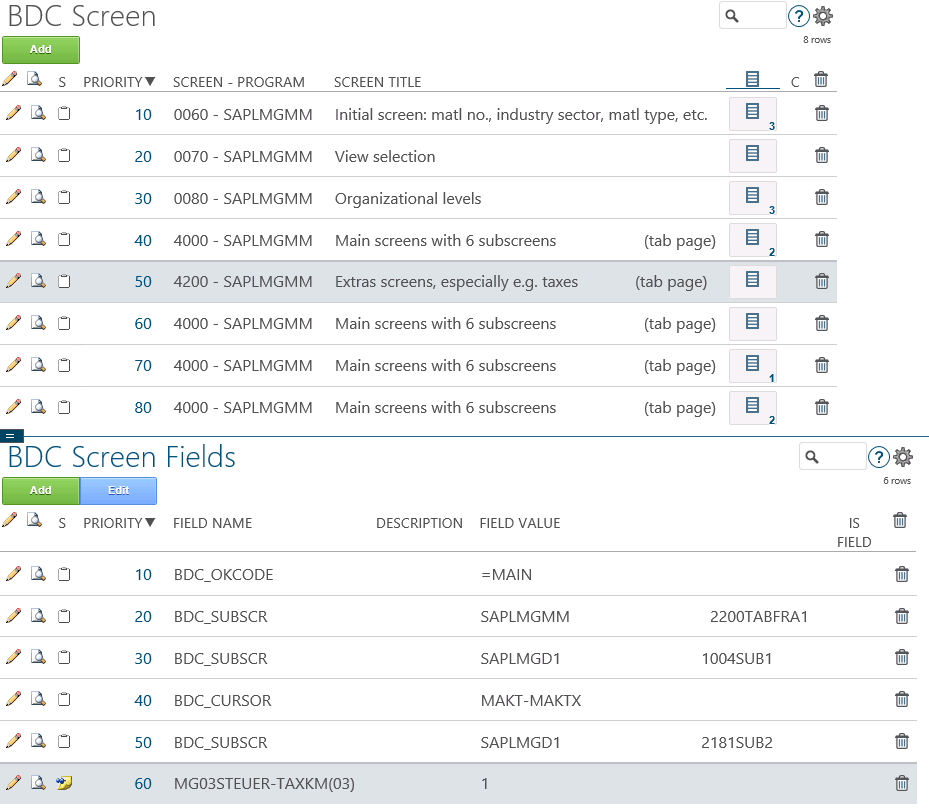 BDC Screen
?
Add
8 rows
S PRIORITY▼ SCREEN - PROGRAM SCREEN TITLE C
10 0060 - SAPLMGMM Initial screen: matl no., industry sector, matl type, etc. 3
20 0070 - SAPLMGMM View selection
30 0080 - SAPLMGMM Organizational levels 3
40 4000 - SAPLMGMM Main screens with 6 subscreens (tab page) 2
50 4200 - SAPLMGMM Extras screens, especially e.g. taxes (tab page)
60 4000 - SAPLMGMM Main screens with 6 subscreens (tab page)
70 4000 - SAPLMGMM Main screens with 6 subscreens (tab page) 1
80 4000 - SAPLMGMM Main screens with 6 subscreens (tab page) 2
BDC Screen Fields
?
6 rows
Add Edit
S PRIORITY▼ FIELD NAME DESCRIPTION FIELD VALUE IS
FIELD
10 BDC_OKCODE =MAIN
20 BDC_SUBSCR SAPLMGMM 2200TABFRA1
30 BDC_SUBSCR SAPLMGD1 1004SUB1
40 BDC_CURSOR MAKT-MAKTX
50 BDC_SUBSCR SAPLMGD1 2181SUB2
60 MG03STEUER-TAXKM(03) 1